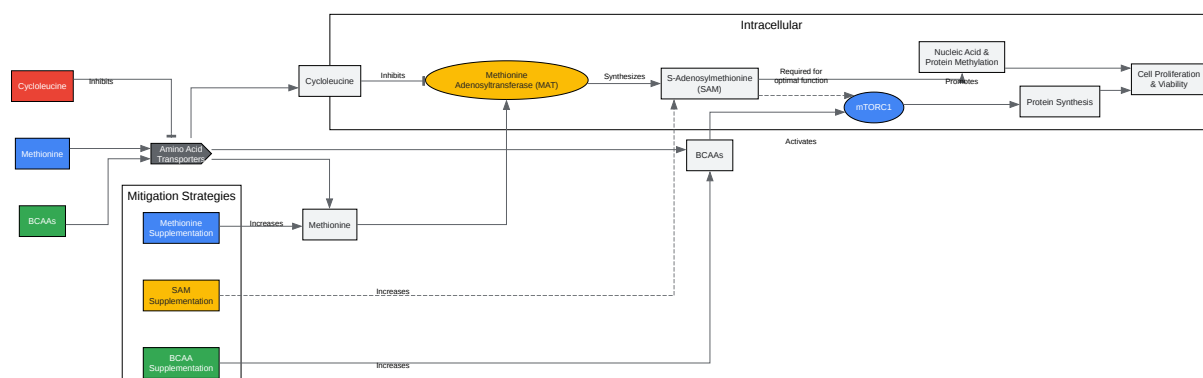 Intracellular
Cycloleucine
Inhibits
Cycloleucine
Inhibits
Methionine
Adenosyltransferase (MAT)
Synthesizes
S-Adenosylmethionine
(SAM)
Required for
optimal function
Nucleic Acid &
Protein Methylation
Promotes
mTORC1
Protein Synthesis
Cell Proliferation
& Viability
Methionine
Amino Acid
Transporters
BCAAs
Activates
BCAAs
Mitigation Strategies
Methionine
Supplementation
Increases
Methionine
SAM
Supplementation
Increases
BCAA
Supplementation
Increases